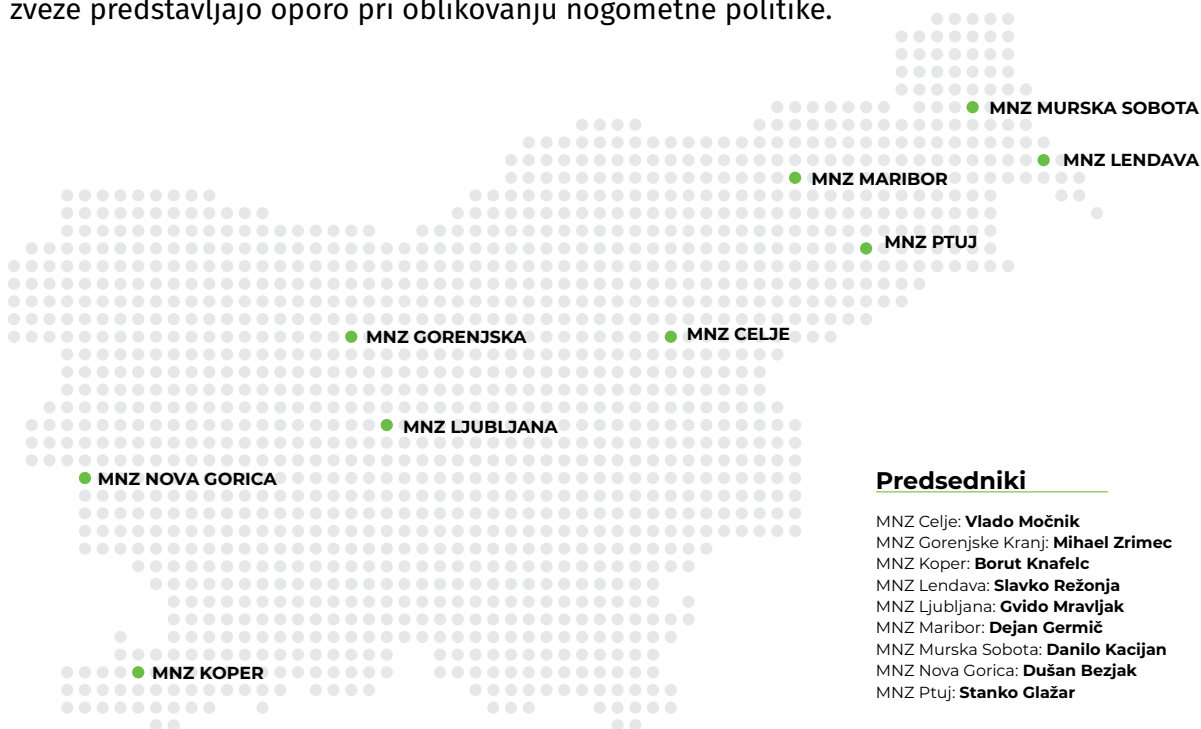 zveze predstavljajo oporo pri oblikovanju nogometne politike.
MNZ MURSKA SOBOTA
MNZ LENDAVA
MNZ MARIBOR
MNZ PTUJ
MNZ GORENJSKA
MNZ CELJE
MNZ LJUBLJANA
MNZ NOVA GORICA
MNZ KOPER
Predsedniki
MNZ Celje: Vlado Močnik
MNZ Gorenjske Kranj: Mihael Zrimec
MNZ Koper: Borut Knafelc
MNZ Lendava: Slavko Režonja
MNZ Ljubljana: Gvido Mravljak
MNZ Maribor: Dejan Germič
MNZ Murska Sobota: Danilo Kacijan
MNZ Nova Gorica: Dušan Bezjak
MNZ Ptuj: Stanko Glažar